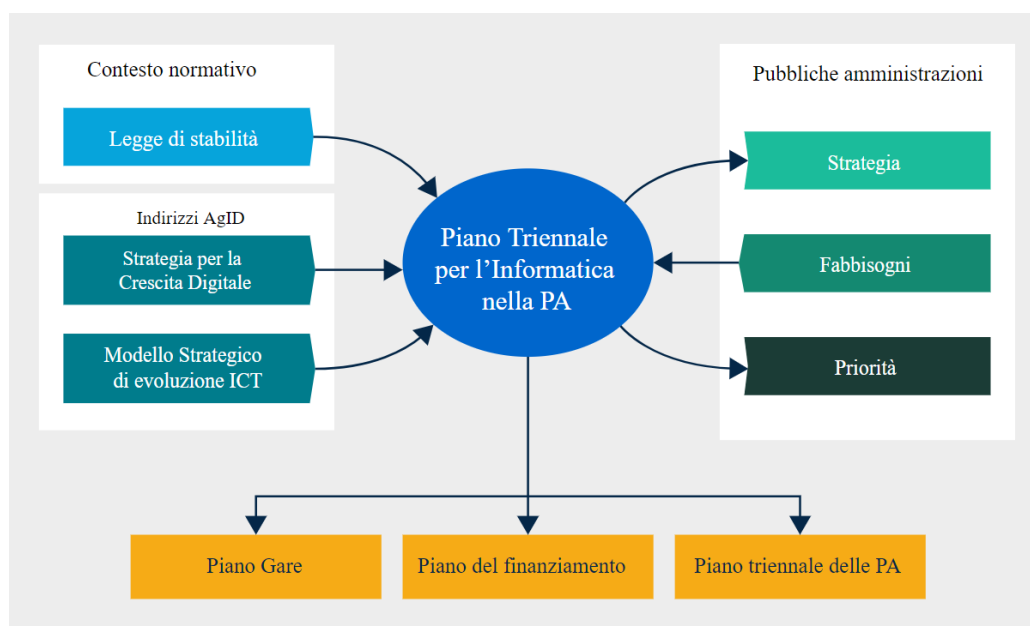 Contesto normativo
Legge di stabilità
Indirizzi AgID
Strategia per la
Crescita Digitale
Modello Strategico
di evoluzione ICT
Piano Triennale
per l’Informatica
nella PA
Pubbliche amministrazioni
Strategia
Fabbisogni
Priorità
Piano Gare
Piano del finanziamento
Piano triennale delle PA